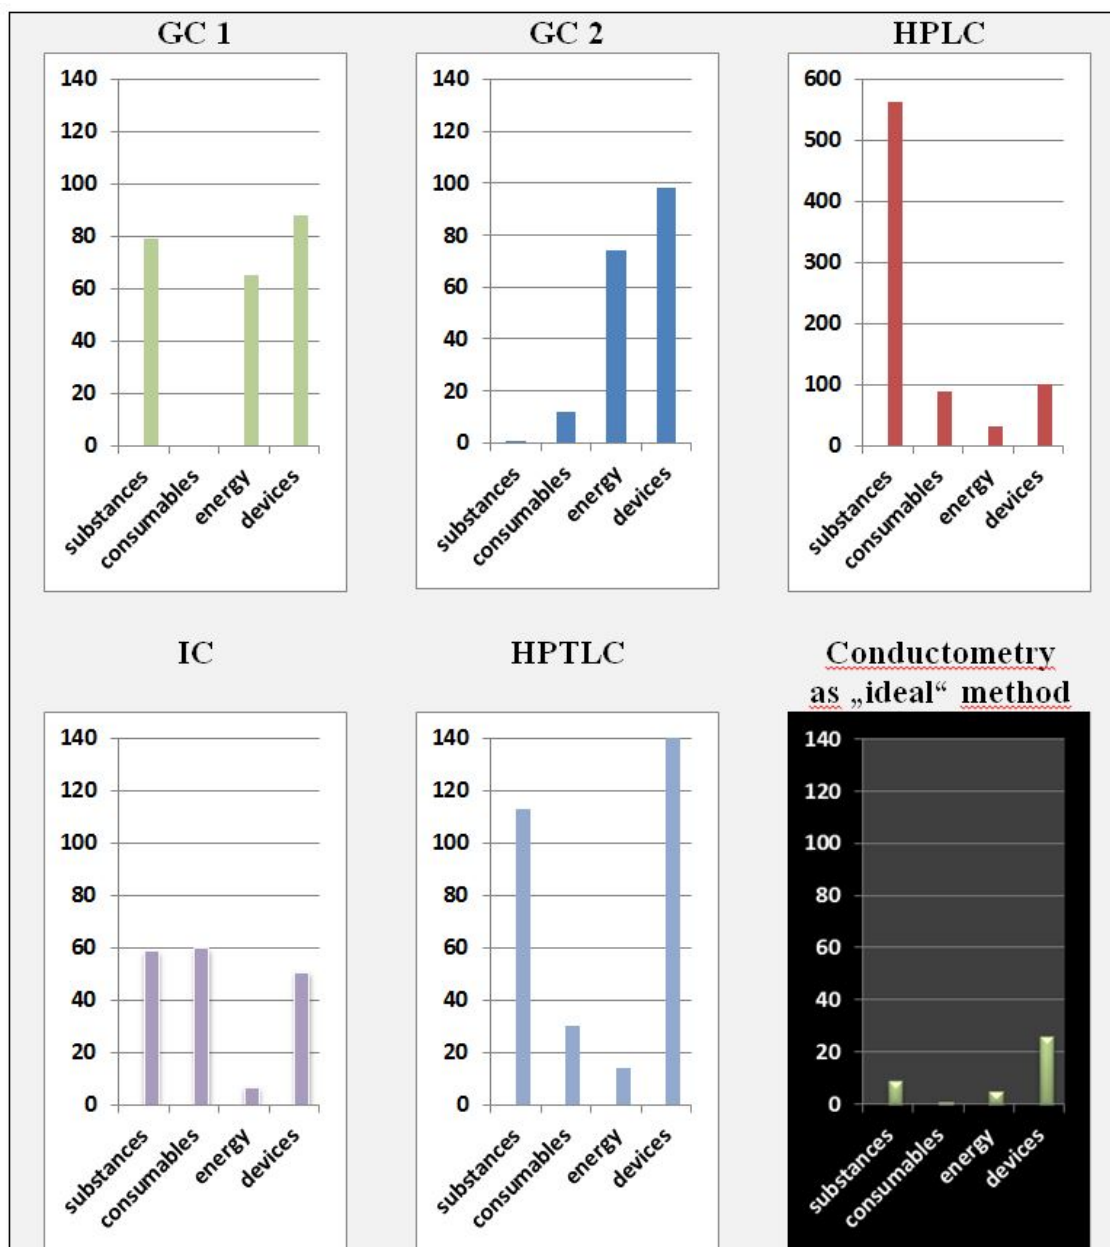 GC 1
140
120
100
80
60
40
20
0
substances
consumables
energy
devices
GC 2
140
120
100
80
60
40
20
0
substances
consumables
energy
devices
HPLC
600
500
400
300
200
100
0
substances
consumables
energy
devices
IC
140
120
100
80
60
40
20
0
substances
consumables
energy
devices
HPTLC
140
120
100
80
60
40
20
0
substances
consumables
energy
devices
Conductometry
as „ideal“ method
140
120
100
80
60
40
20
0
substances
consumables
energy
devices